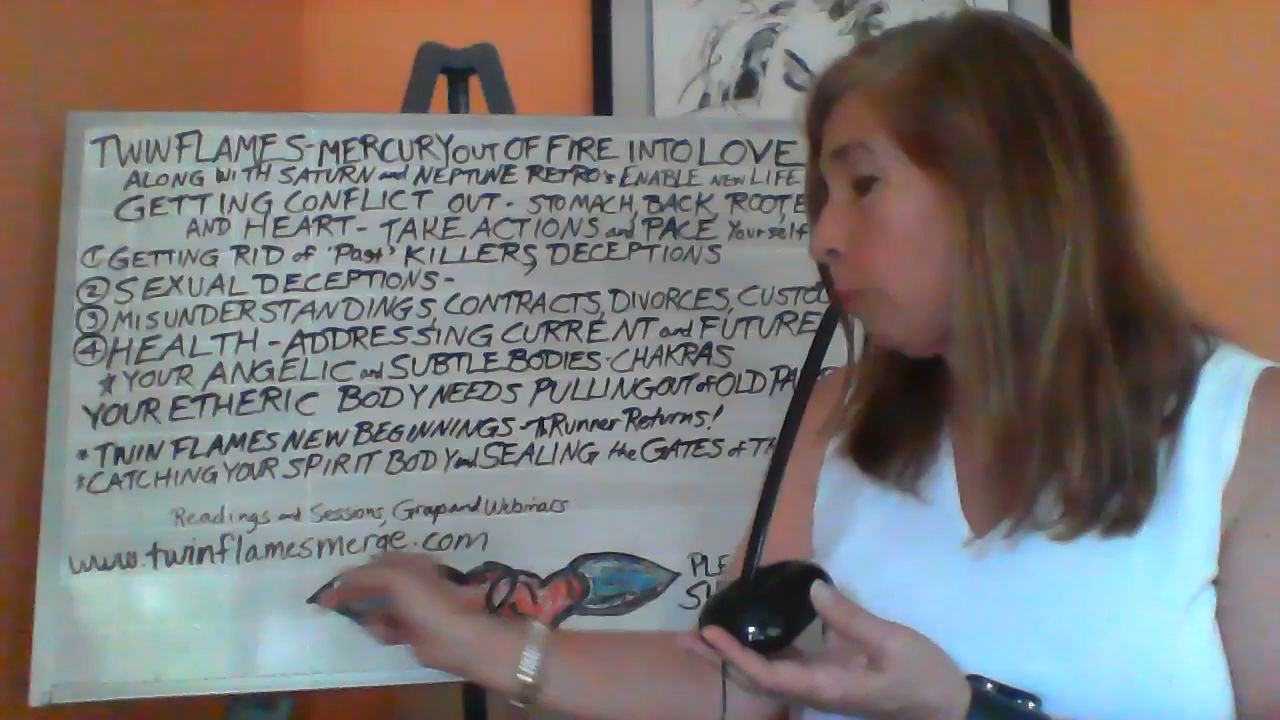 TWIN FLAMES-MERCURY OUT OF FIRE INTO LOVE
ALONG WITH SATURN and NEPTUNE RETRO's ENABLE NEW LIFE
GETTING CONFLICT OUT - STOMACH, BACK, ROOT,
AND HEART - TAKE ACTIONS and PACE Yourself
① GETTING RID of 'Past' KILLERS, DECEPTIONS
② SEXUAL DECEPTIONS -
③ MISUNDERSTANDINGS, CONTRACTS, DIVORCES,
④ HEALTH - ADDRESSING CURRENT and FUTURE
* YOUR ANGELIC and SUBTLE BODIES-CHAKRAS
YOUR ETHERIC BODY NEEDS PULLING OUT of OLD
* TWIN FLAMES NEW BEGINNINGS - Runner Returns!
* CATCHING YOUR SPIRIT BODY and SEALING the GATES of
Readings and Sessions, Group and Webinars
www.twinflamesmerge.com